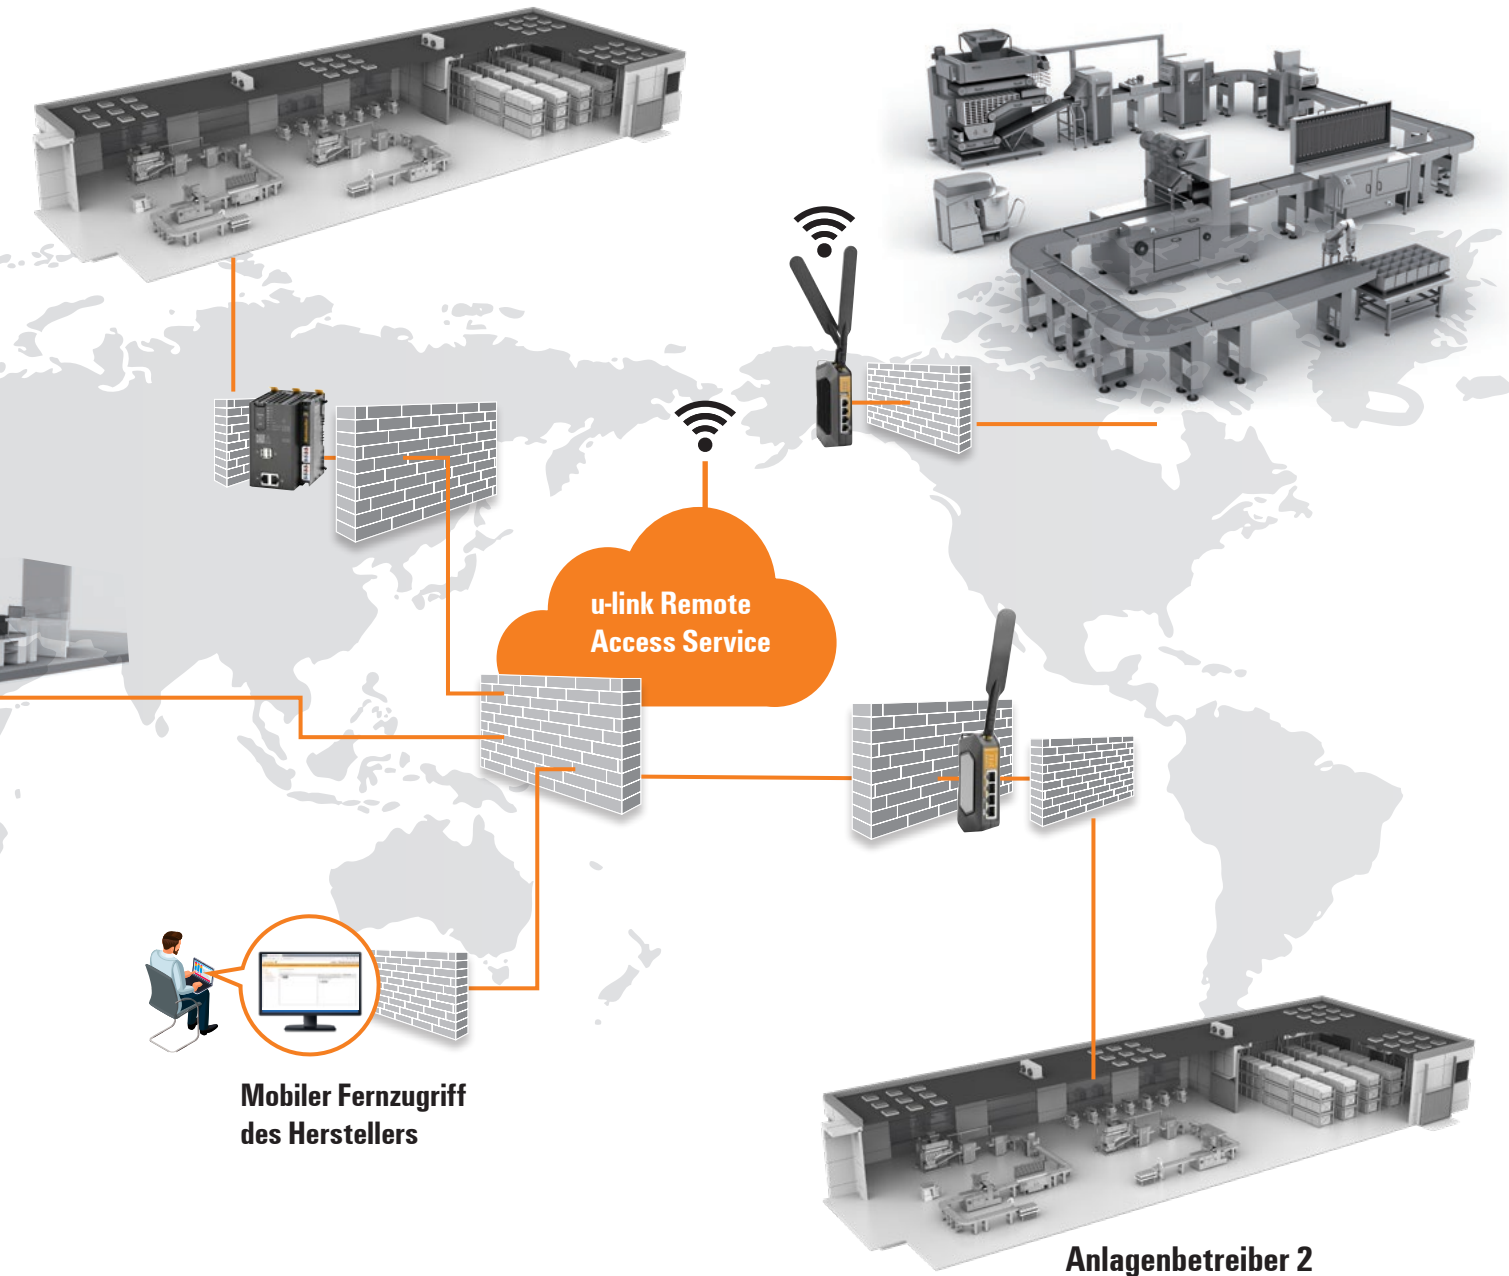 u-link Remote
Access Service
Mobiler Fernzugriff
des Herstellers
Anlagenbetreiber 2